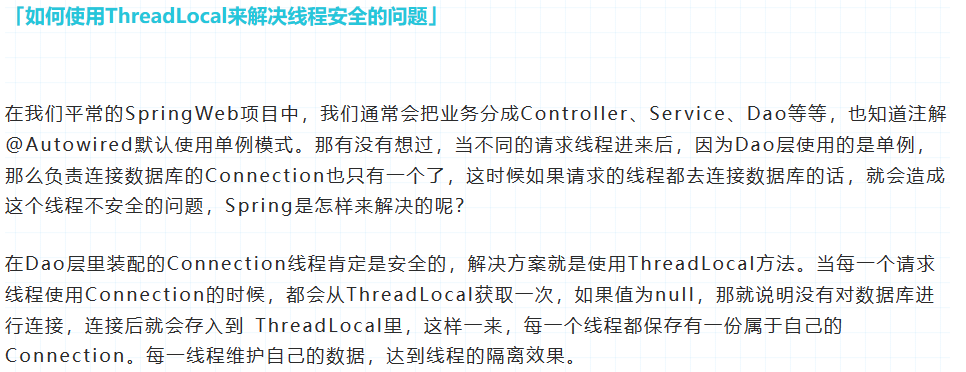 「如何使用ThreadLocal来解决线程安全的问题」
在我们平常的SpringWeb项目中，我们通常会把业务分成Controller、Service、Dao等等，也知道注解
@Autowired默认使用单例模式。那有没有想过，当不同的请求线程进来后，因为Dao层使用的是单例，
那么负责连接数据库的Connection也只有一个了，这时候如果请求的线程都去连接数据库的话，就会造成
这个线程不安全的问题，Spring是怎样来解决的呢？
在Dao层里装配的Connection线程肯定是安全的，解决方案就是使用ThreadLocal方法。当每一个请求
线程使用Connection的时候，都会从ThreadLocal获取一次，如果值为null，那就说明没有对数据库进
行连接，连接后就会存入到 ThreadLocal里，这样一来，每一个线程都保存有一份属于自己的
Connection。每一线程维护自己的数据，达到线程的隔离效果。